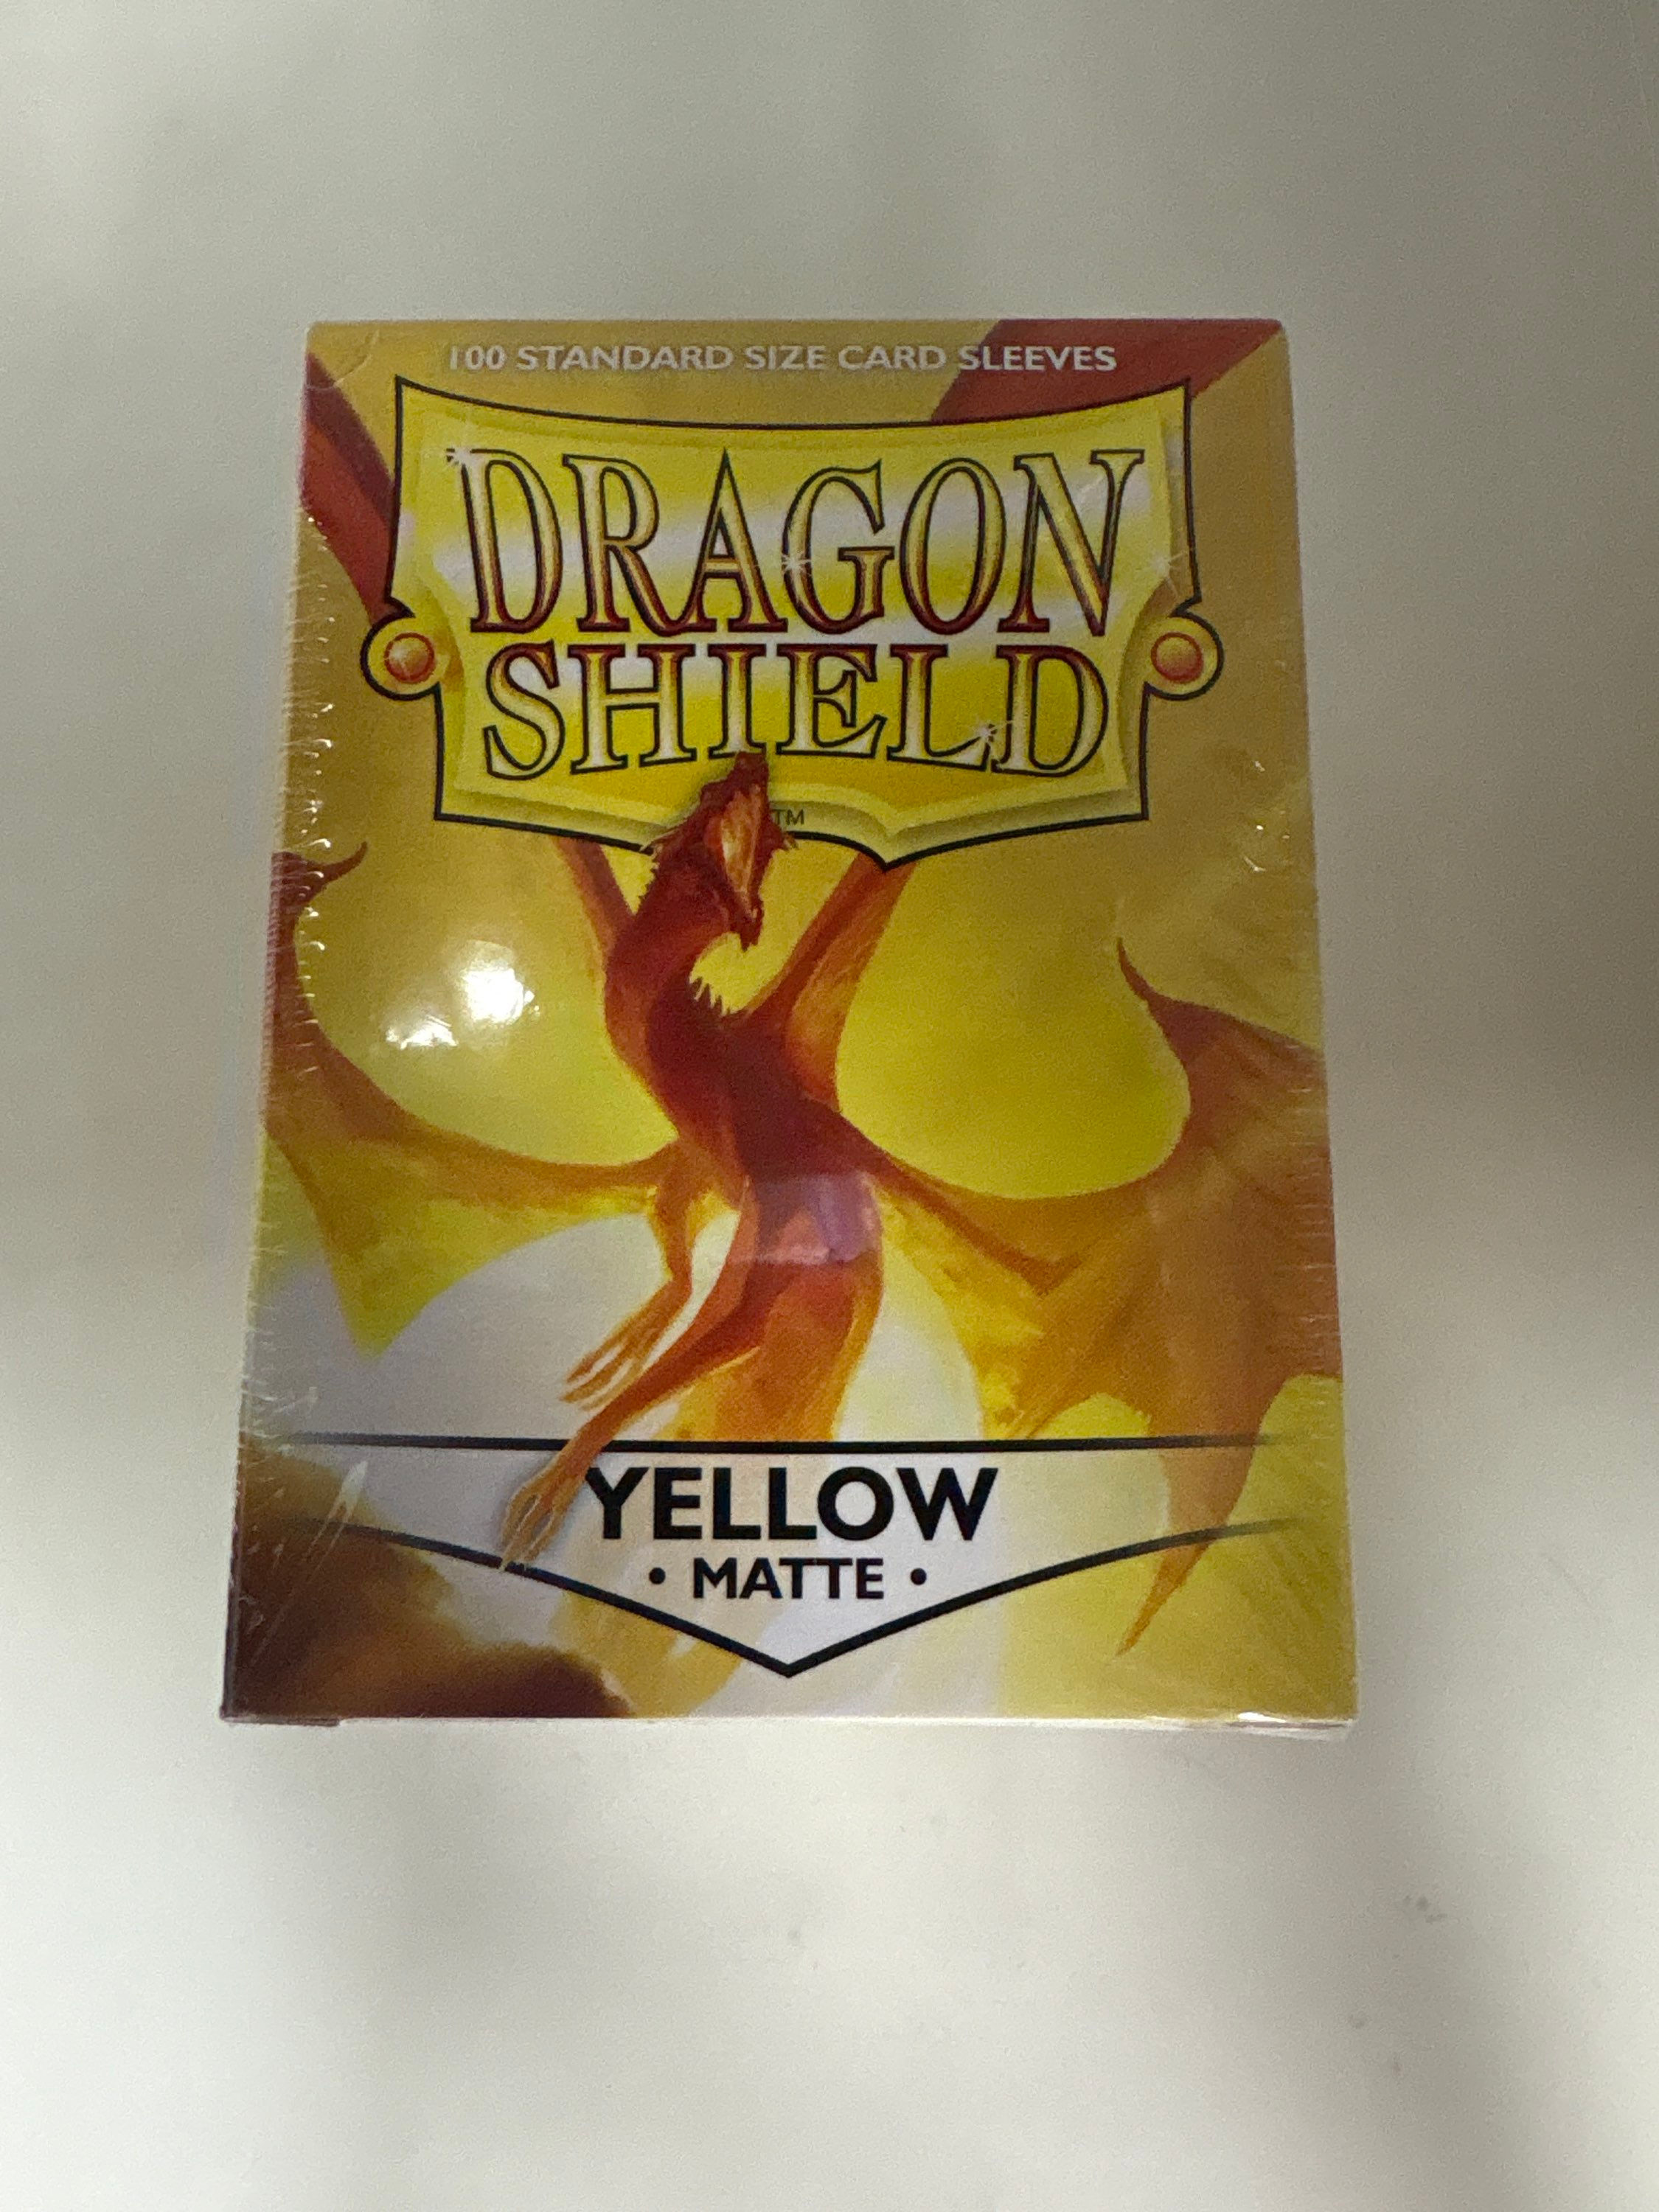 100 STANDARD SIZE CARD SLEEVES
DRAGON
SHIELD
TM
YELLOW
• MATTE •